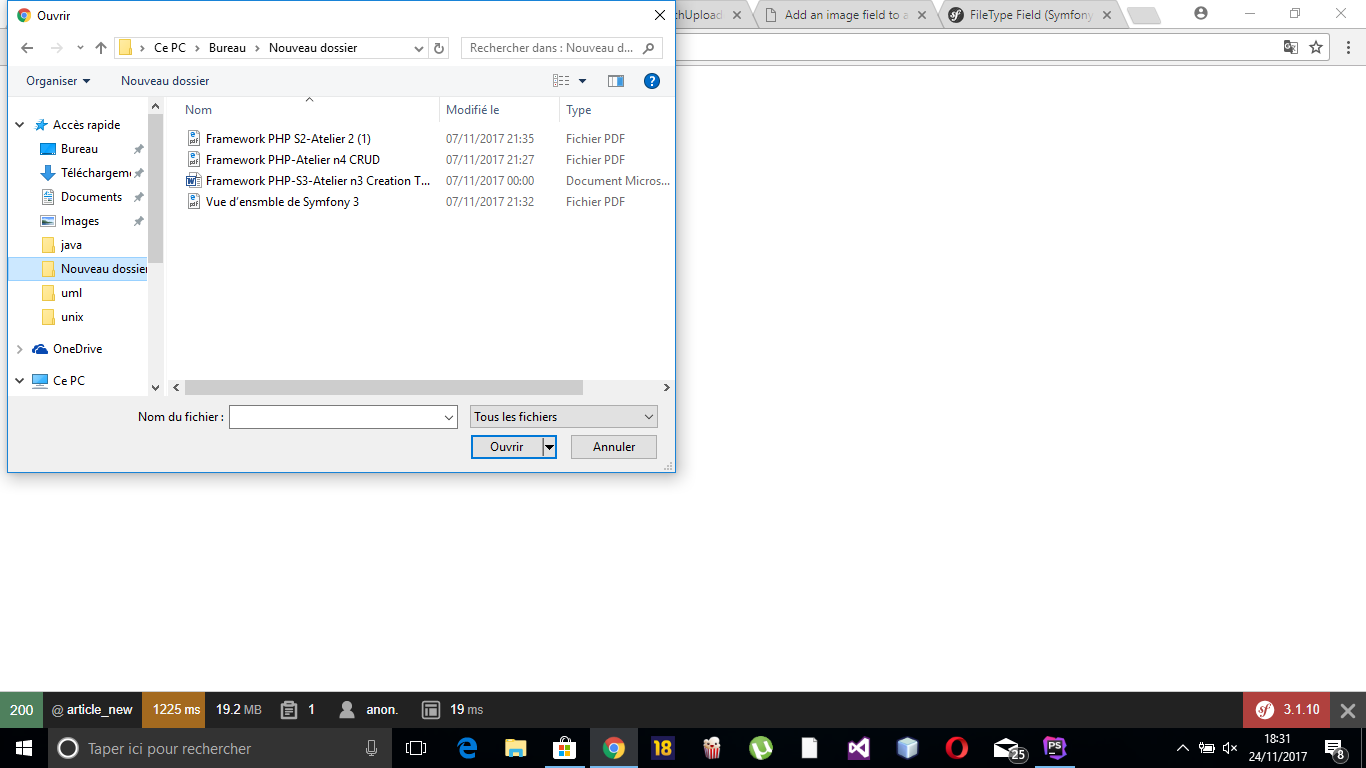 Ouvrir
thUpload
Add an image field to a
FileType Field (Symfony
Ce PC > Bureau > Nouveau dossier
Rechercher dans : Nouveau d...
Organiser
Nouveau dossier
Nom
Modifié le
Type
Accès rapide
Bureau
Téléchargem
Documents
Images
java
Nouveau dossier
uml
unix
OneDrive
Ce PC
Framework PHP S2-Atelier 2 (1) 07/11/2017 21:35 Fichier PDF
Framework PHP-Atelier n4 CRUD 07/11/2017 21:27 Fichier PDF
Framework PHP-S3-Atelier n3 Creation T... 07/11/2017 00:00 Document Micros...
Vue d'ensmble de Symfony 3 07/11/2017 21:32 Fichier PDF
Nom du fichier :
Tous les fichiers
Ouvrir
Annuler
200 @ article_new 1225 ms 19.2 MB 1 anon. 19 ms sf 3.1.10
Taper ici pour rechercher
18
25
PS
18:31
24/11/2017
8